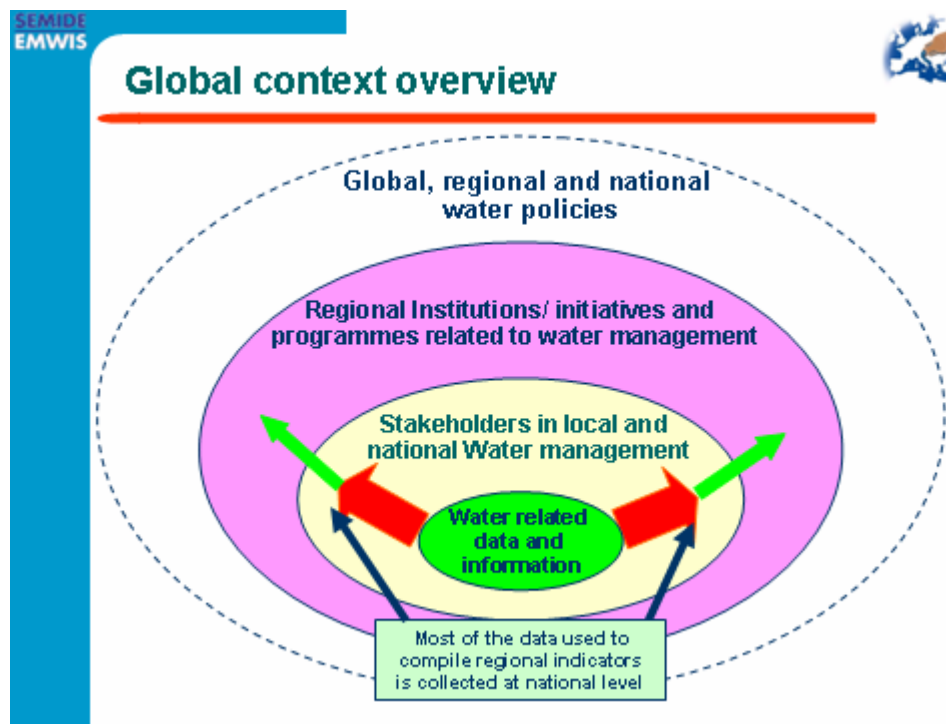 SEMIDE
EMWIS
Global context overview
Global, regional and national
water policies
Regional Institutions/ initiatives and
programmes related to water management
Stakeholders in local and
national Water management
Water related
data and
information
Most of the data used to
compile regional indicators
is collected at national level